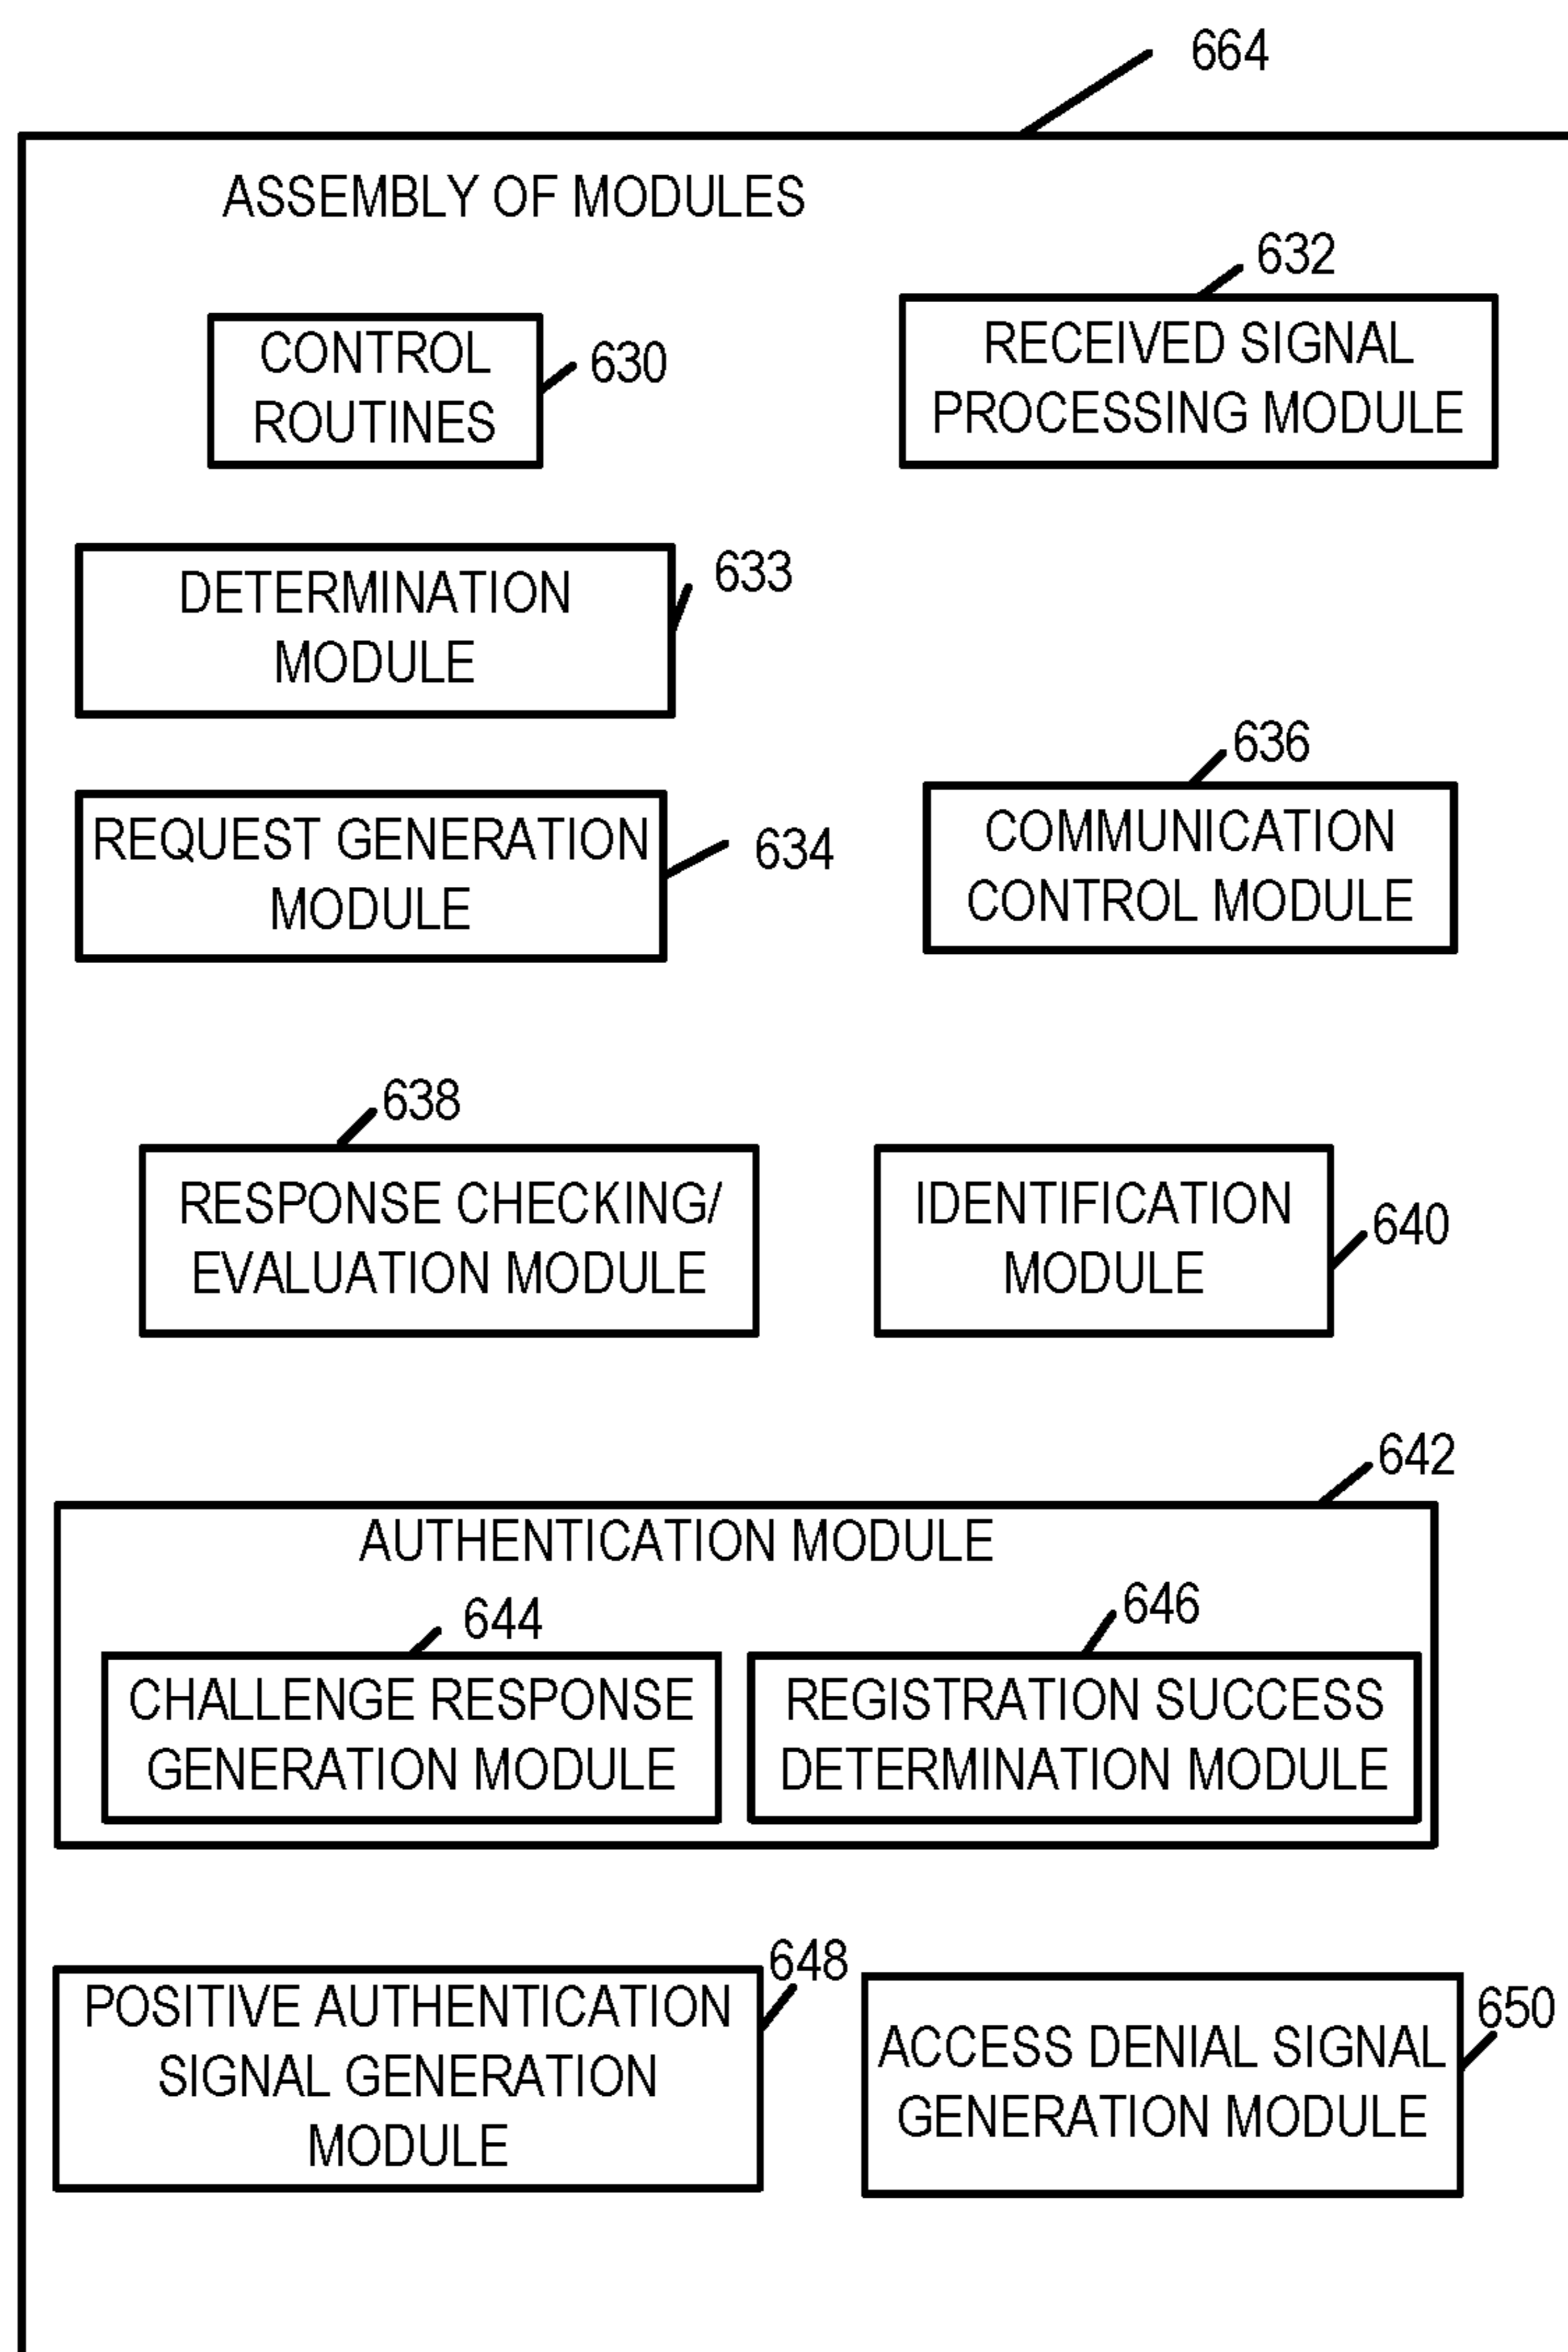 664
ASSEMBLY OF MODULES
632
CONTROL
ROUTINES
630
RECEIVED SIGNAL
PROCESSING MODULE
633
DETERMINATION
MODULE
636
REQUEST GENERATION
MODULE
634
COMMUNICATION
CONTROL MODULE
638
RESPONSE CHECKING/
EVALUATION MODULE
IDENTIFICATION
MODULE
640
642
AUTHENTICATION MODULE
644
646
CHALLENGE RESPONSE
GENERATION MODULE
REGISTRATION SUCCESS
DETERMINATION MODULE
648
POSITIVE AUTHENTICATION
SIGNAL GENERATION
MODULE
650
ACCESS DENIAL SIGNAL
GENERATION MODULE